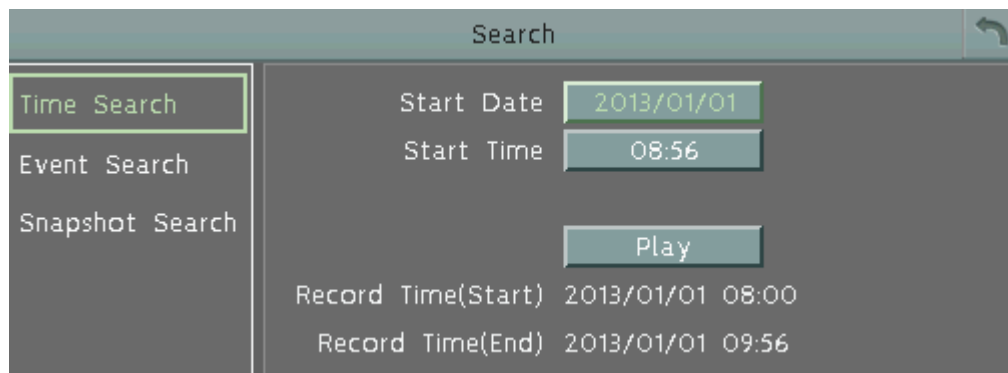 Search
Time Search
Event Search
Snapshot Search
Start Date 2013/01/01
Start Time 08:56
Play
Record Time(Start) 2013/01/01 08:00
Record Time(End) 2013/01/01 09:56